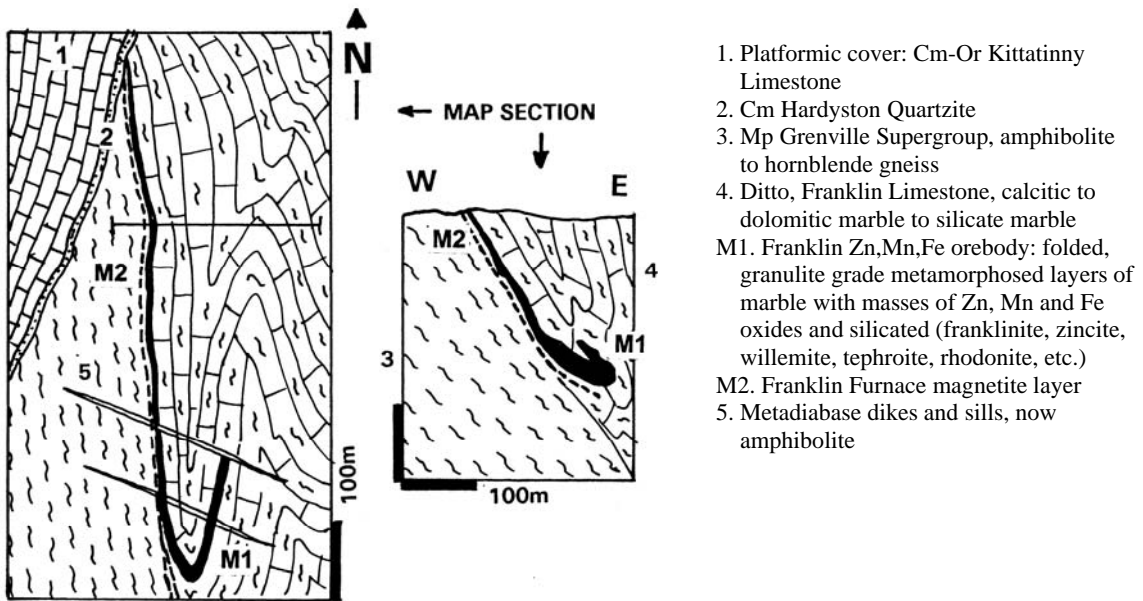 1
2
M2
5
M1
100m
N
MAP SECTION
W
E
M2
4
M1
3
100m
1. Platformic cover: Cm-Or Kittatinny
Limestone
2. Cm Hardyston Quartzite
3. Mp Grenville Supergroup, amphibolite
to hornblende gneiss
4. Ditto, Franklin Limestone, calcitic to
dolomitic marble to silicate marble
M1. Franklin Zn,Mn,Fe orebody: folded,
granulite grade metamorphosed layers of
marble with masses of Zn, Mn and Fe
oxides and silicated (franklinite, zincite,
willemite, tephroite, rhodonite, etc.)
M2. Franklin Furnace magnetite layer
5. Metadiabase dikes and sills, now
amphibolite